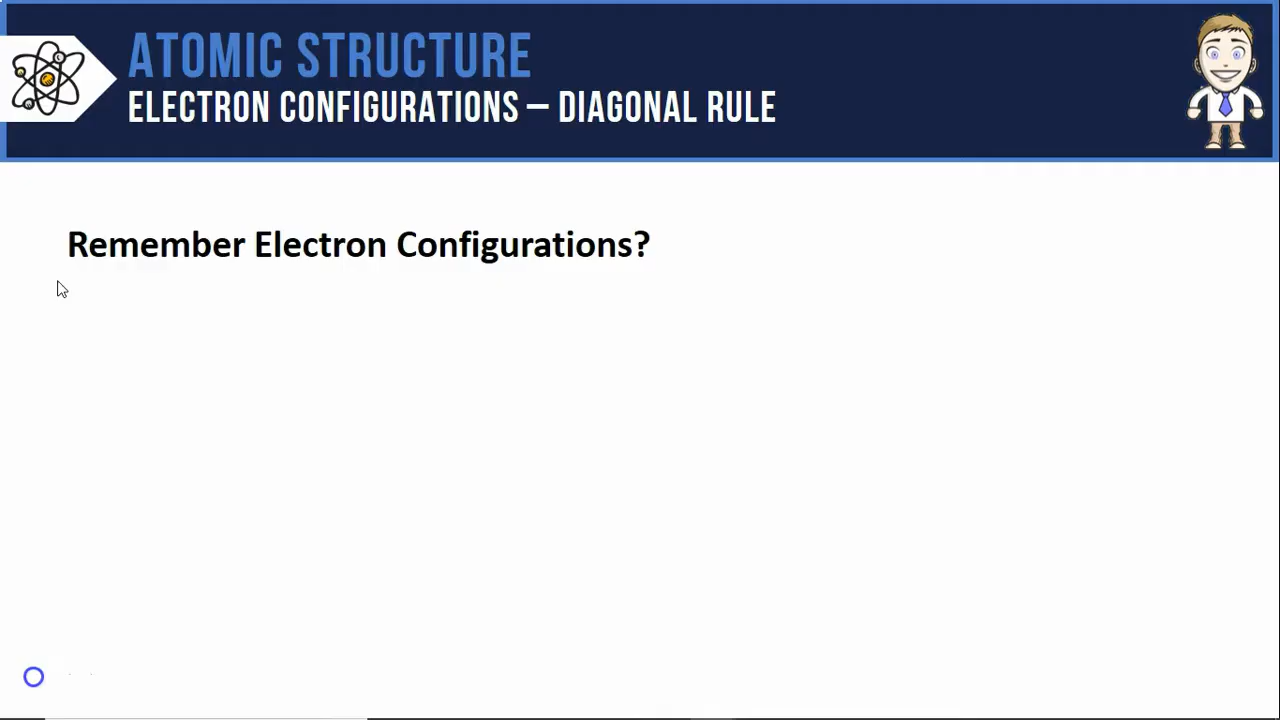 ATOMIC STRUCTURE
ELECTRON CONFIGURATIONS – DIAGONAL RULE
Remember Electron Configurations?